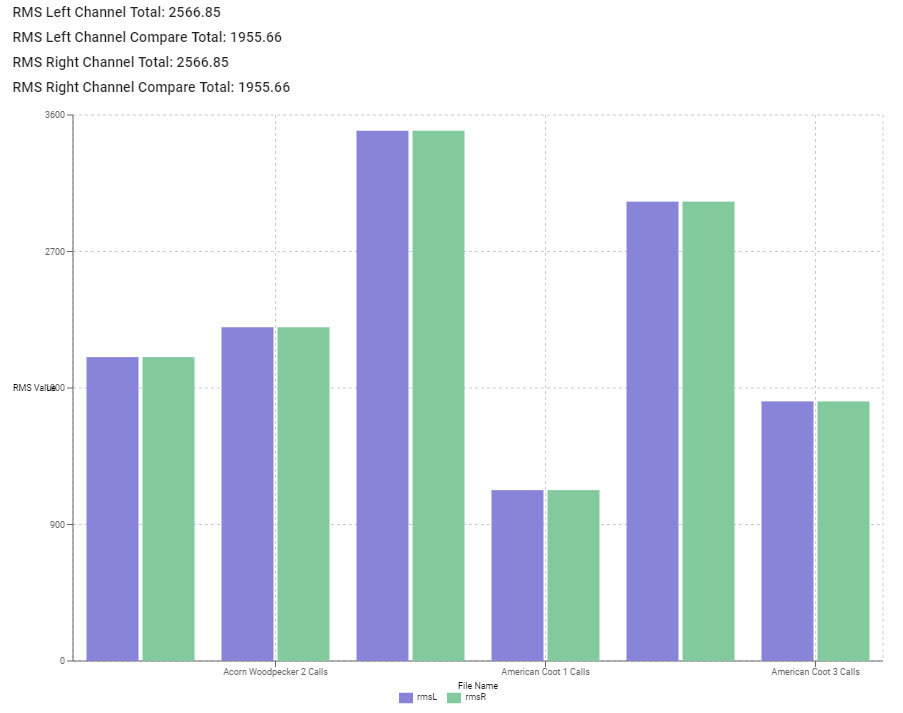 RMS Left Channel Total: 2566.85
RMS Left Channel Compare Total: 1955.66
RMS Right Channel Total: 2566.85
RMS Right Channel Compare Total: 1955.66
3600
2700
RMS Value
900
0
Acorn Woodpecker 2 Calls
American Coot 1 Calls
American Coot 3 Calls
File Name
rmsL
rmsR